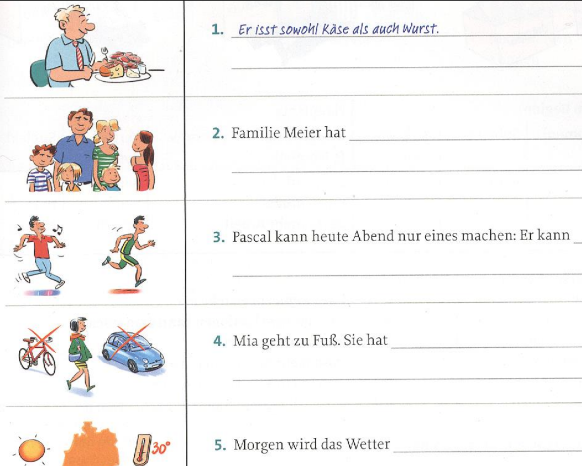 1. Er isst sowohl Käse als auch Wurst.
2. Familie Meier hat
3. Pascal kann heute Abend nur eines machen: Er kann
4. Mia geht zu Fuß. Sie hat
30°
5. Morgen wird das Wetter